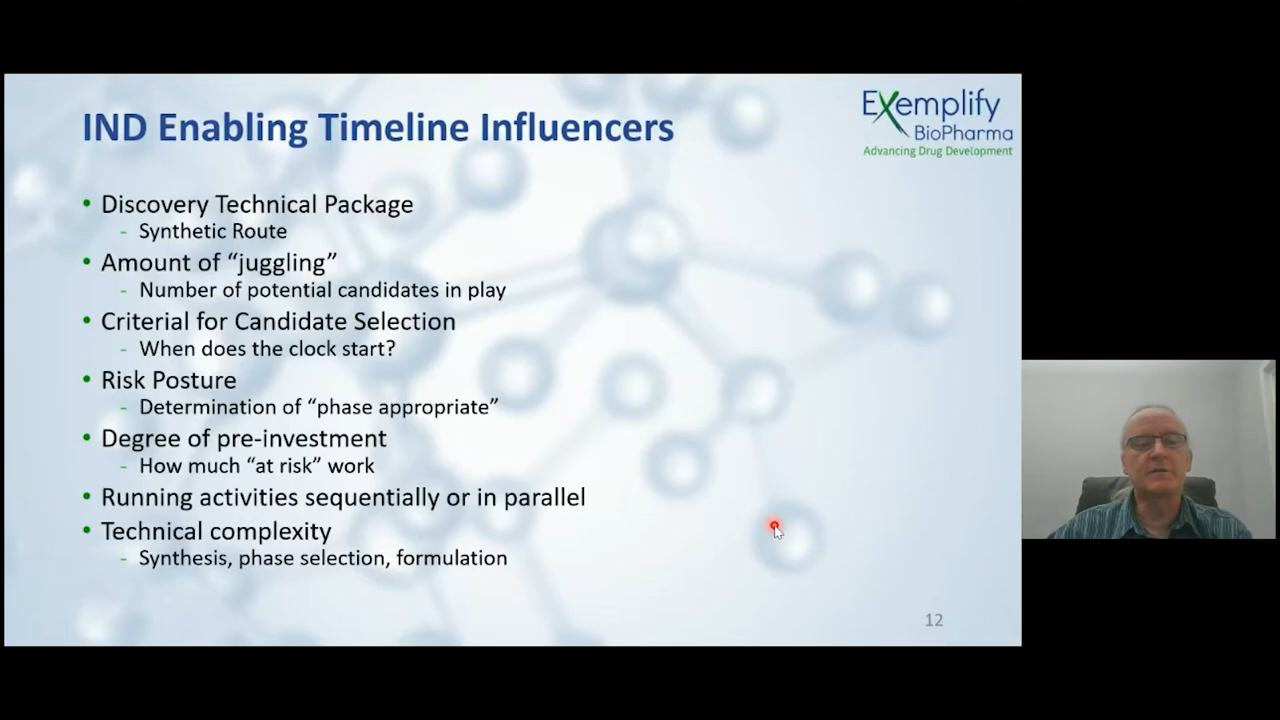 IND Enabling Timeline Influencers
Exemplify
BioPharma
Advancing Drug Development
• Discovery Technical Package
- Synthetic Route
• Amount of “juggling”
- Number of potential candidates in play
• Criterial for Candidate Selection
- When does the clock start?
• Risk Posture
- Determination of “phase appropriate”
• Degree of pre-investment
- How much “at risk” work
• Running activities sequentially or in parallel
• Technical complexity
- Synthesis, phase selection, formulation
12